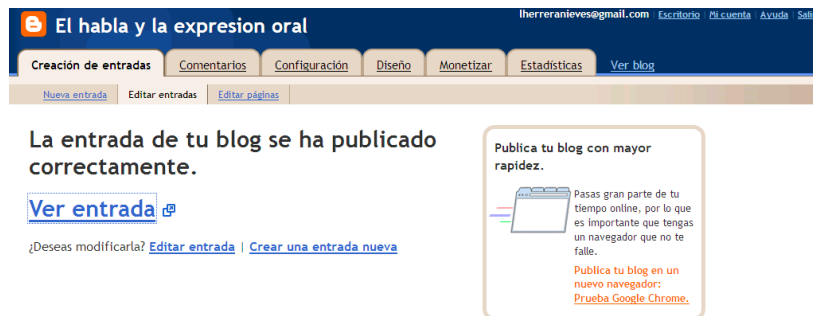 El habla y la expresion oral
lherreranieves@gmail.com | Escritorio | Mi cuenta | Ayuda | Sali
Creación de entradas Comentarios Configuración Diseño Monetizar Estadísticas Ver blog
Nueva entrada Editar entradas Editar páginas
La entrada de tu blog se ha publicado
correctamente.
Ver entrada
¿Deseas modificarla? Editar entrada | Crear una entrada nueva
Publica tu blog con mayor
rapidez.
Pasas gran parte de tu
tiempo online, por lo que
es importante que tengas
un navegador que no te
falle.
Publica tu blog en un
nuevo navegador:
Prueba Google Chrome.